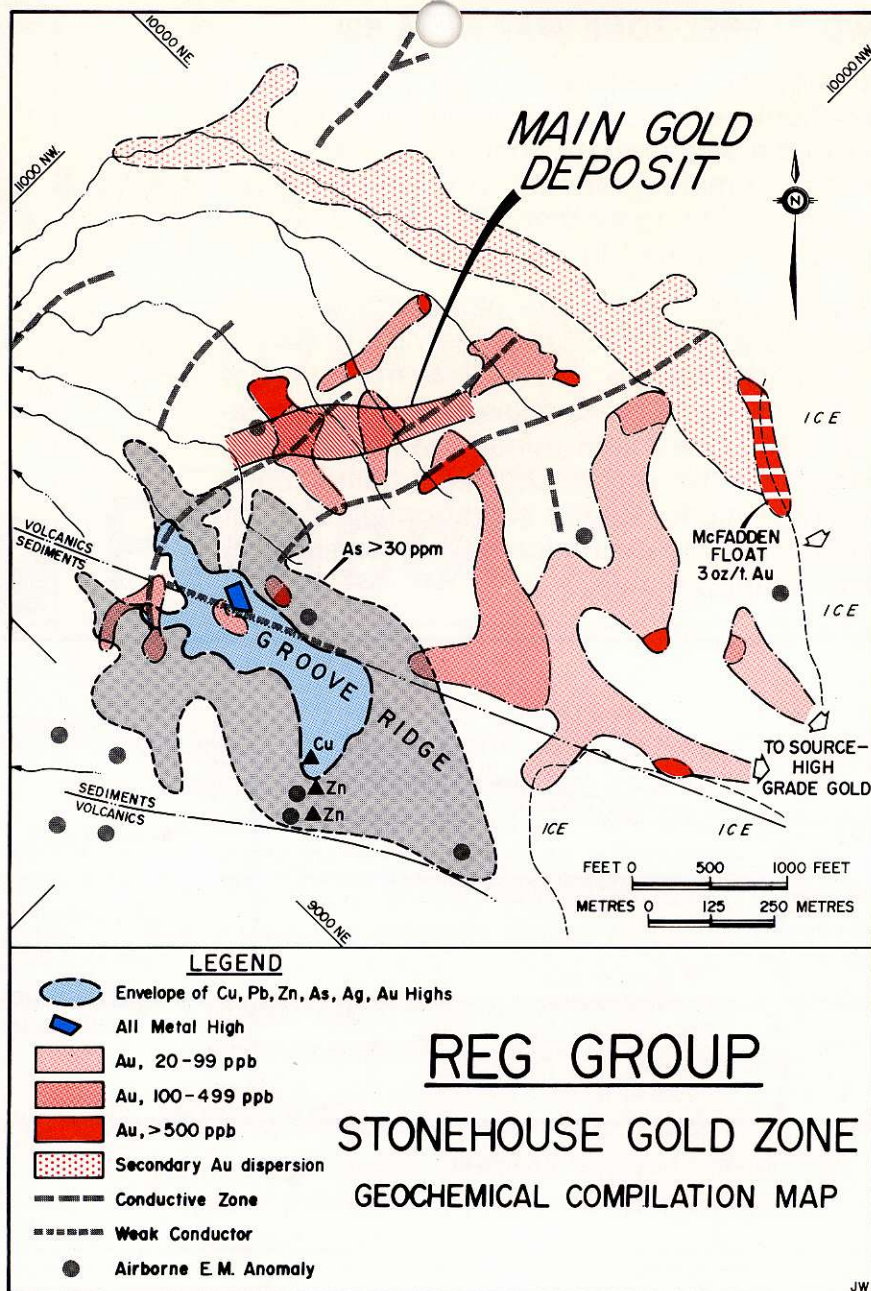 10000 NE
10000 NW
11000 NW.
MAIN GOLD
DEPOSIT
N
ICE
VOLCANICS
SEDIMENTS
As >30 ppm
McFADDEN
FLOAT
3 oz/t. Au
ICE
GROOVE
RIDGE
Cu
Zn
Zn
TO SOURCE-
HIGH
GRADE GOLD
SEDIMENTS
VOLCANICS
ICE
ICE
FEET 0 500 1000 FEET
METRES 0 125 250 METRES
9000 NE
LEGEND
Envelope of Cu, Pb, Zn, As, Ag, Au Highs
All Metal High
Au, 20-99 ppb
Au, 100-499 ppb
Au, >500 ppb
Secondary Au dispersion
Conductive Zone
Weak Conductor
Airborne E.M. Anomaly
REG GROUP
STONEHOUSE GOLD ZONE
GEOCHEMICAL COMPILATION MAP
JW